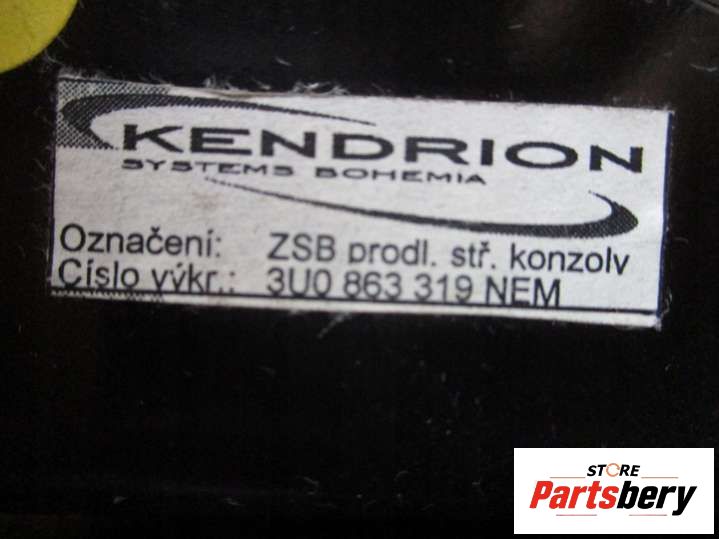 KENDRION
SYSTEMS BOHEMIA
Označení: ZSB prodl. stř. konzoly
Číslo výkr.: 3U0 863 319 NEM
STORE
Partsbery